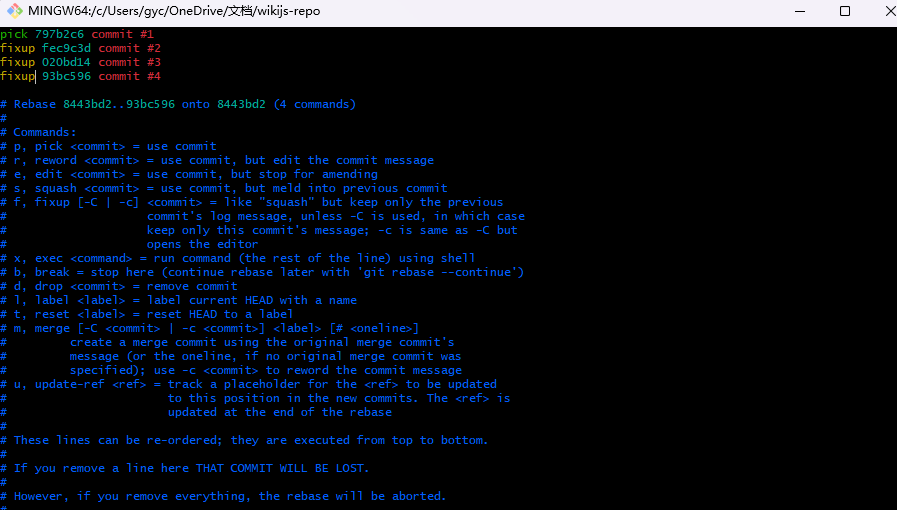 MINGW64:/c/Users/gyc/OneDrive/文档/wikijs-repo
pick 797b2c6 commit #1
fixup fec9c3d commit #2
fixup 020bd14 commit #3
fixup 93bc596 commit #4
# Rebase 8443bd2..93bc596 onto 8443bd2 (4 commands)
#
# Commands:
# p, pick <commit> = use commit
# r, reword <commit> = use commit, but edit the commit message
# e, edit <commit> = use commit, but stop for amending
# s, squash <commit> = use commit, but meld into previous commit
# f, fixup [-C | -c] <commit> = like "squash" but keep only the previous
#                    commit's log message, unless -C is used, in which case
#                    keep only this commit's message; -c is same as -C but
#                    opens the editor
# x, exec <command> = run command (the rest of the line) using shell
# b, break = stop here (continue rebase later with 'git rebase --continue')
# d, drop <commit> = remove commit
# l, label <label> = label current HEAD with a name
# t, reset <label> = reset HEAD to a label
# m, merge [-C <commit> | -c <commit>] <label> [# <oneline>]
#         create a merge commit using the original merge commit's
#         message (or the oneline, if no original merge commit was
#         specified); use -c <commit> to reword the commit message
# u, update-ref <ref> = track a placeholder for the <ref> to be updated
#                       to this position in the new commits. The <ref> is
#                       updated at the end of the rebase
#
# These lines can be re-ordered; they are executed from top to bottom.
#
# If you remove a line here THAT COMMIT WILL BE LOST.
#
# However, if you remove everything, the rebase will be aborted.
#